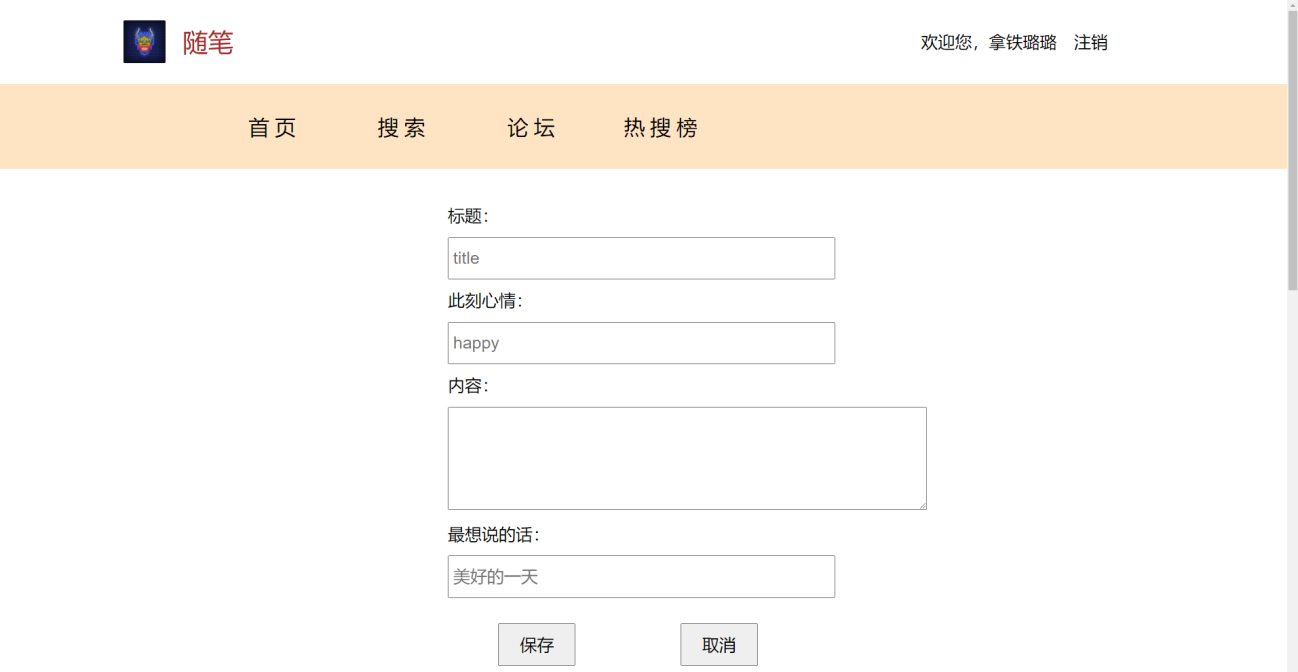 随笔
欢迎您，拿铁璐璐 注销
首页 搜索 论坛 热搜榜
标题：
title
此刻心情：
happy
内容：
最想说的话：
美好的一天
保存 取消